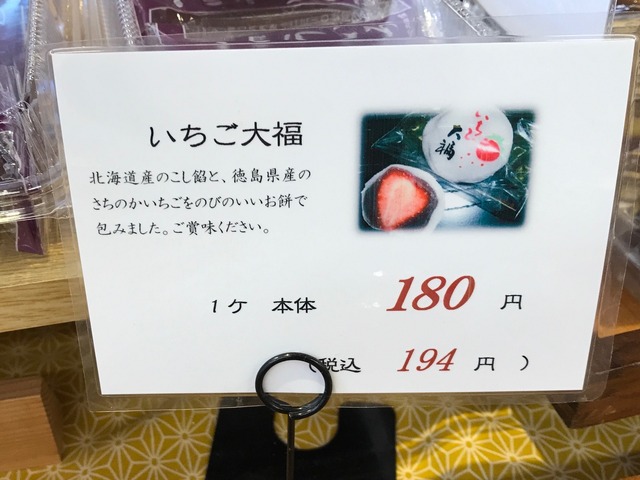 いちご大福
北海道産のこし餡と、徳島県産の
さちのかいちごをのびのいいお餅で
包みました。ご賞味ください。
いちご
大福
1ケ 本体 180 円
(税込 194 円 )